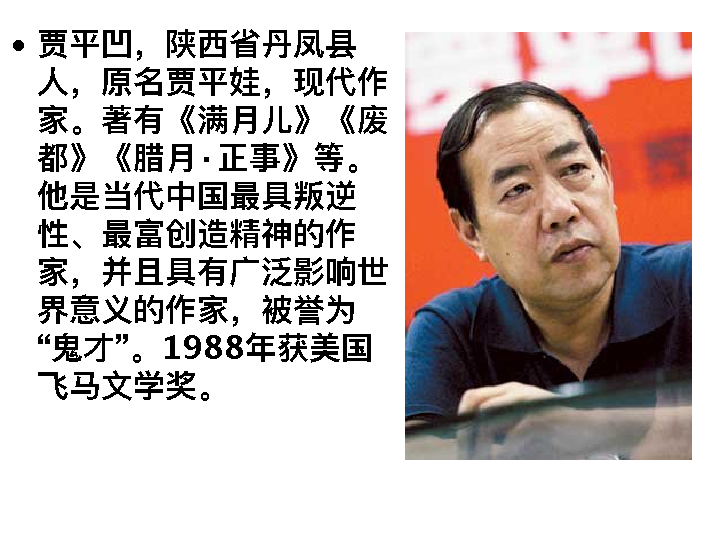 • 贾平凹，陕西省丹凤县
人，原名贾平娃，现代作
家。著有《满月儿》《废
都》《腊月·正事》等。
他是当代中国最具叛逆
性、最富创造精神的作
家，并且具有广泛影响世
界意义的作家，被誉为
“鬼才”。1988年获美国
飞马文学奖。